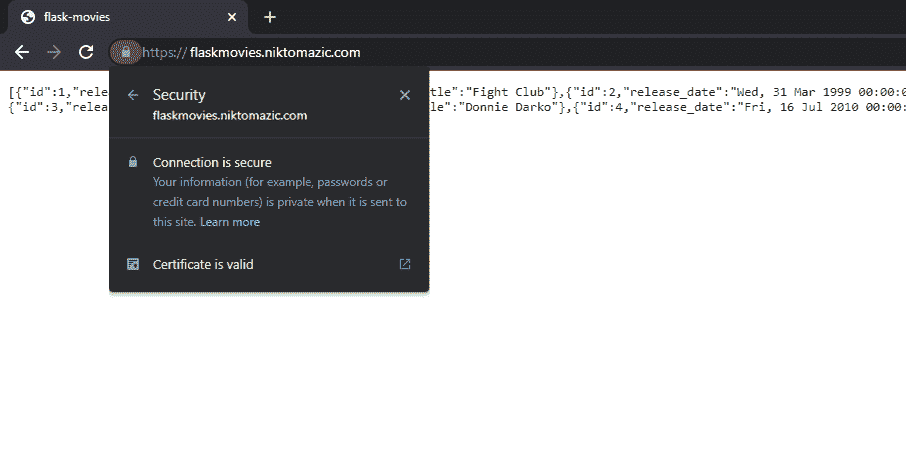 flask-movies
https://flaskmovies.niktomazic.com
[{"id":1,"relea tle":"Fight Club"},{"id":2,"release_date":"Wed, 31 Mar 1999 00:00:0
{"id":3,"relea le":"Donnie Darko"},{"id":4,"release_date":"Fri, 16 Jul 2010 00:00:
Security
flaskmovies.niktomazic.com
Connection is secure
Your information (for example, passwords or
credit card numbers) is private when it is sent to
this site. Learn more
Certificate is valid